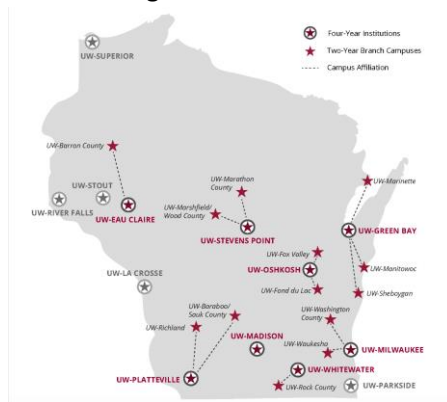 Four-Year Institutions
Two-Year Branch Campuses
Campus Affiliation
UW-SUPERIOR
UW-Barron County
UW-STOUT
UW-RIVER FALLS
UW-EAU CLAIRE
UW-Marathon
County
UW-Marshfield/
Wood County
UW-STEVENS POINT
UW-Marinette
UW-GREEN BAY
UW-Fox Valley
UW-OSHKOSH
UW-Manitowoc
UW-Fond du Lac
UW-Sheboygan
UW-LA CROSSE
UW-Baraboo/
Sauk County
UW-Richland
UW-Washington
County
UW-MADISON
UW-Waukesha
UW-MILWAUKEE
UW-PLATTEVILLE
UW-WHITEWATER
UW-Rock County
UW-PARKSIDE